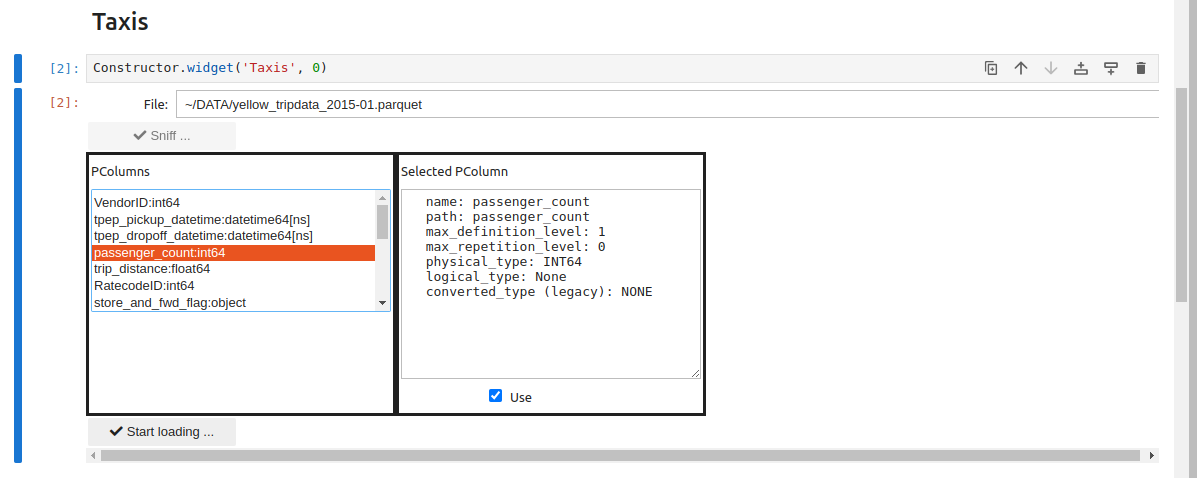 Taxis
[2]:
Constructor.widget('Taxis', 0)
[2]:
File:
~/DATA/yellow_tripdata_2015-01.parquet
Sniff ...
PColumns
VendorID:int64
tpep_pickup_datetime:datetime64[ns]
tpep_dropoff_datetime:datetime64[ns]
passenger_count:int64
trip_distance:float64
RatecodeID:int64
store_and_fwd_flag:object
Selected PColumn
name: passenger_count
path: passenger_count
max_definition_level: 1
max_repetition_level: 0
physical_type: INT64
logical_type: None
converted_type (legacy): NONE
Use
Start loading ...